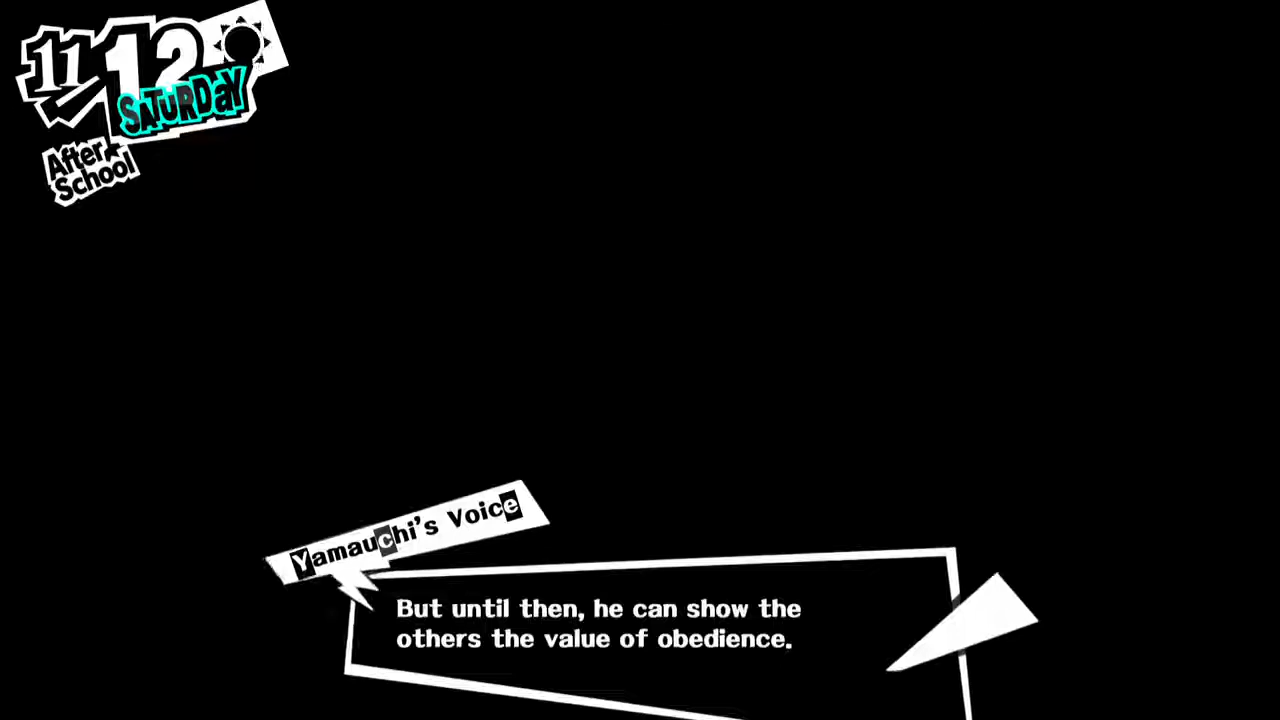 11/12
SATURDAY
After
School
Yamauchi's Voice
But until then, he can show the
others the value of obedience.